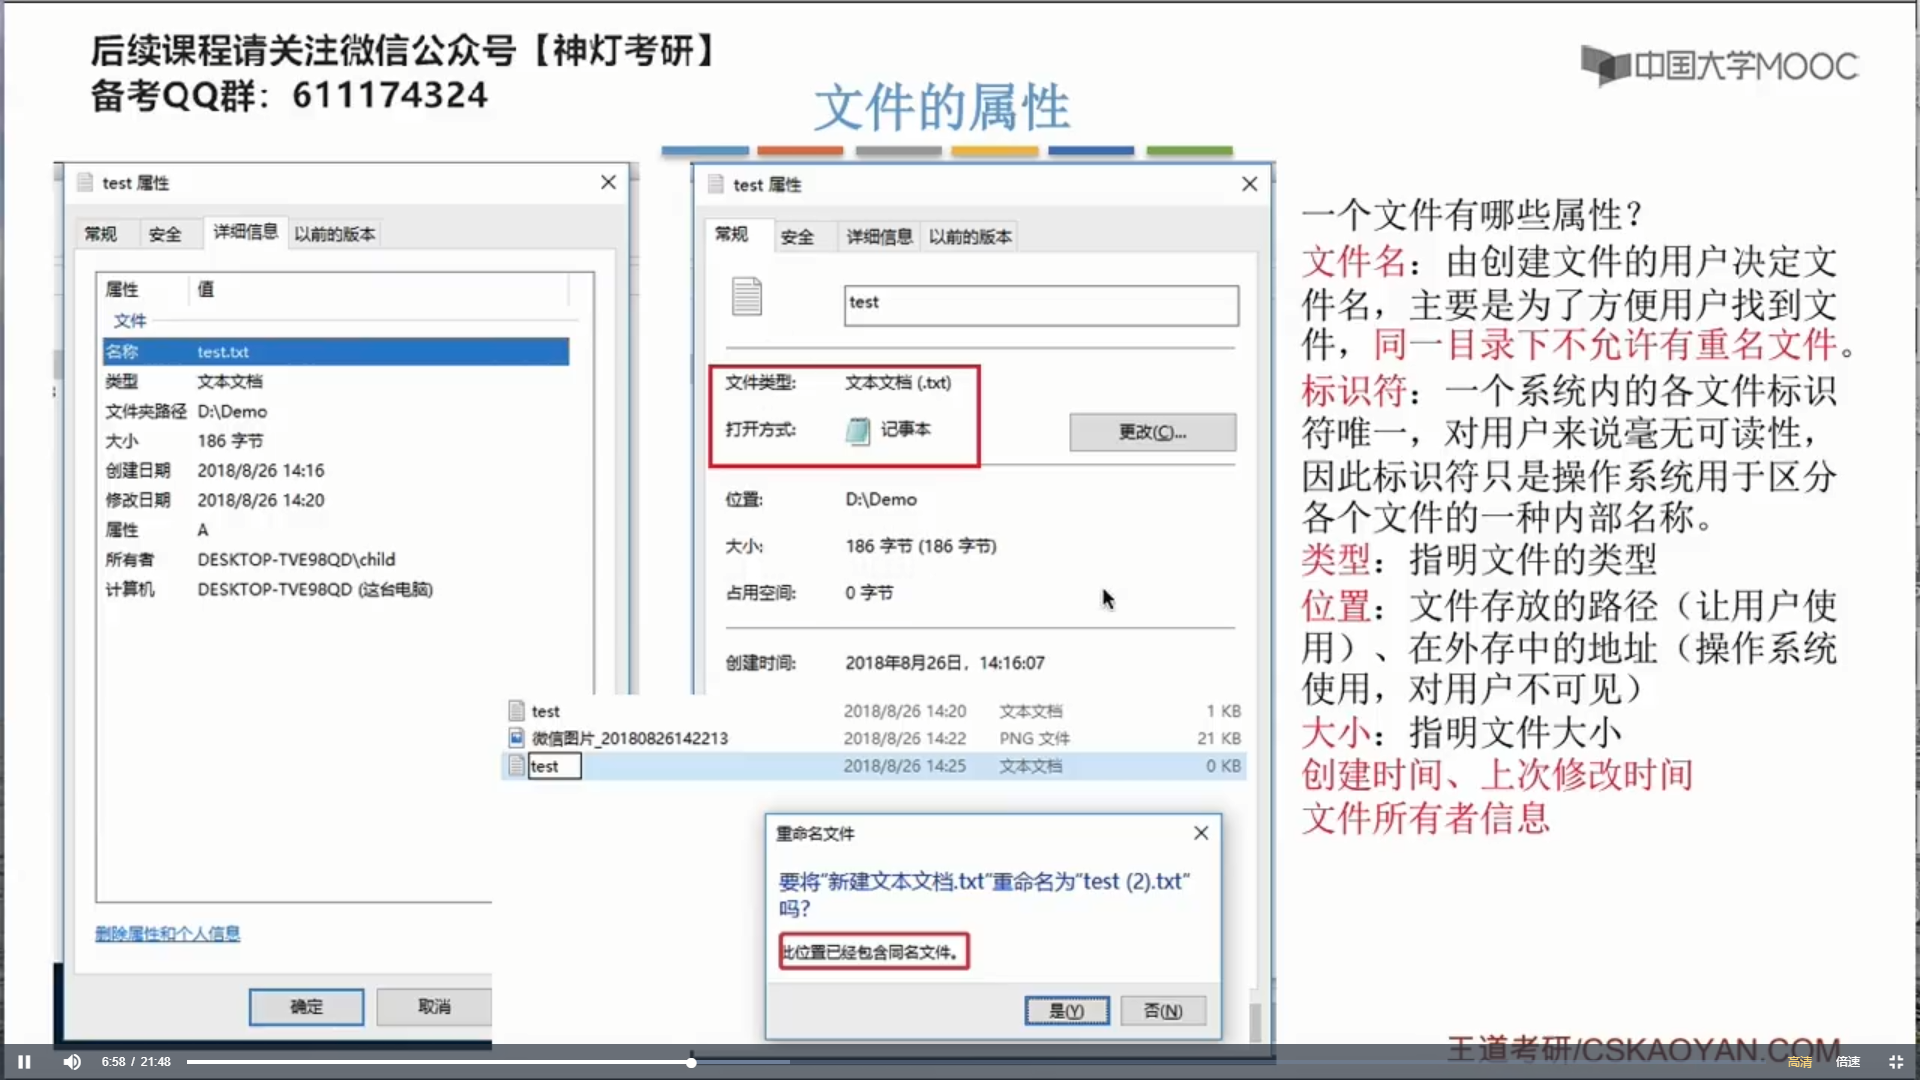 后续课程请关注微信公众号【神灯考研】
备考QQ群：611174324
中国大学MOOC
文件的属性
test 属性
常规 安全 详细信息 以前的版本
属性 值
文件
名称 test.txt
类型 文本文档
文件夹路径 D:\Demo
大小 186 字节
创建日期 2018/8/26 14:16
修改日期 2018/8/26 14:20
属性 A
所有者 DESKTOP-TVE98QD\child
计算机 DESKTOP-TVE98QD (这台电脑)
删除属性和个人信息
确定 取消
test 属性
常规 安全 详细信息 以前的版本
test
文件类型: 文本文档 (.txt)
打开方式: 记事本 更改(C)...
位置: D:\Demo
大小: 186 字节 (186 字节)
占用空间: 0 字节
创建时间: 2018年8月26日，14:16:07
test 2018/8/26 14:20 文本文档 1 KB
微信图片_20180826142213 2018/8/26 14:22 PNG 文件 21 KB
test 2018/8/26 14:25 文本文档 0 KB
重命名文件
要将“新建文本文档.txt”重命名为“test (2).txt”
吗?
此位置已经包含同名文件。
是(Y) 否(N)
一个文件有哪些属性？
文件名：由创建文件的用户决定文
件名，主要是为了方便用户找到文
件，同一目录下不允许有重名文件。
标识符：一个系统内的各文件标识
符唯一，对用户来说毫无可读性，
因此标识符只是操作系统用于区分
各个文件的一种内部名称。
类型：指明文件的类型
位置：文件存放的路径（让用户使
用）、在外存中的地址（操作系统
使用，对用户不可见）
大小：指明文件大小
创建时间、上次修改时间
文件所有者信息
王道考研/CSKAOYAN.COM
6:58 / 21:48
高清 倍速